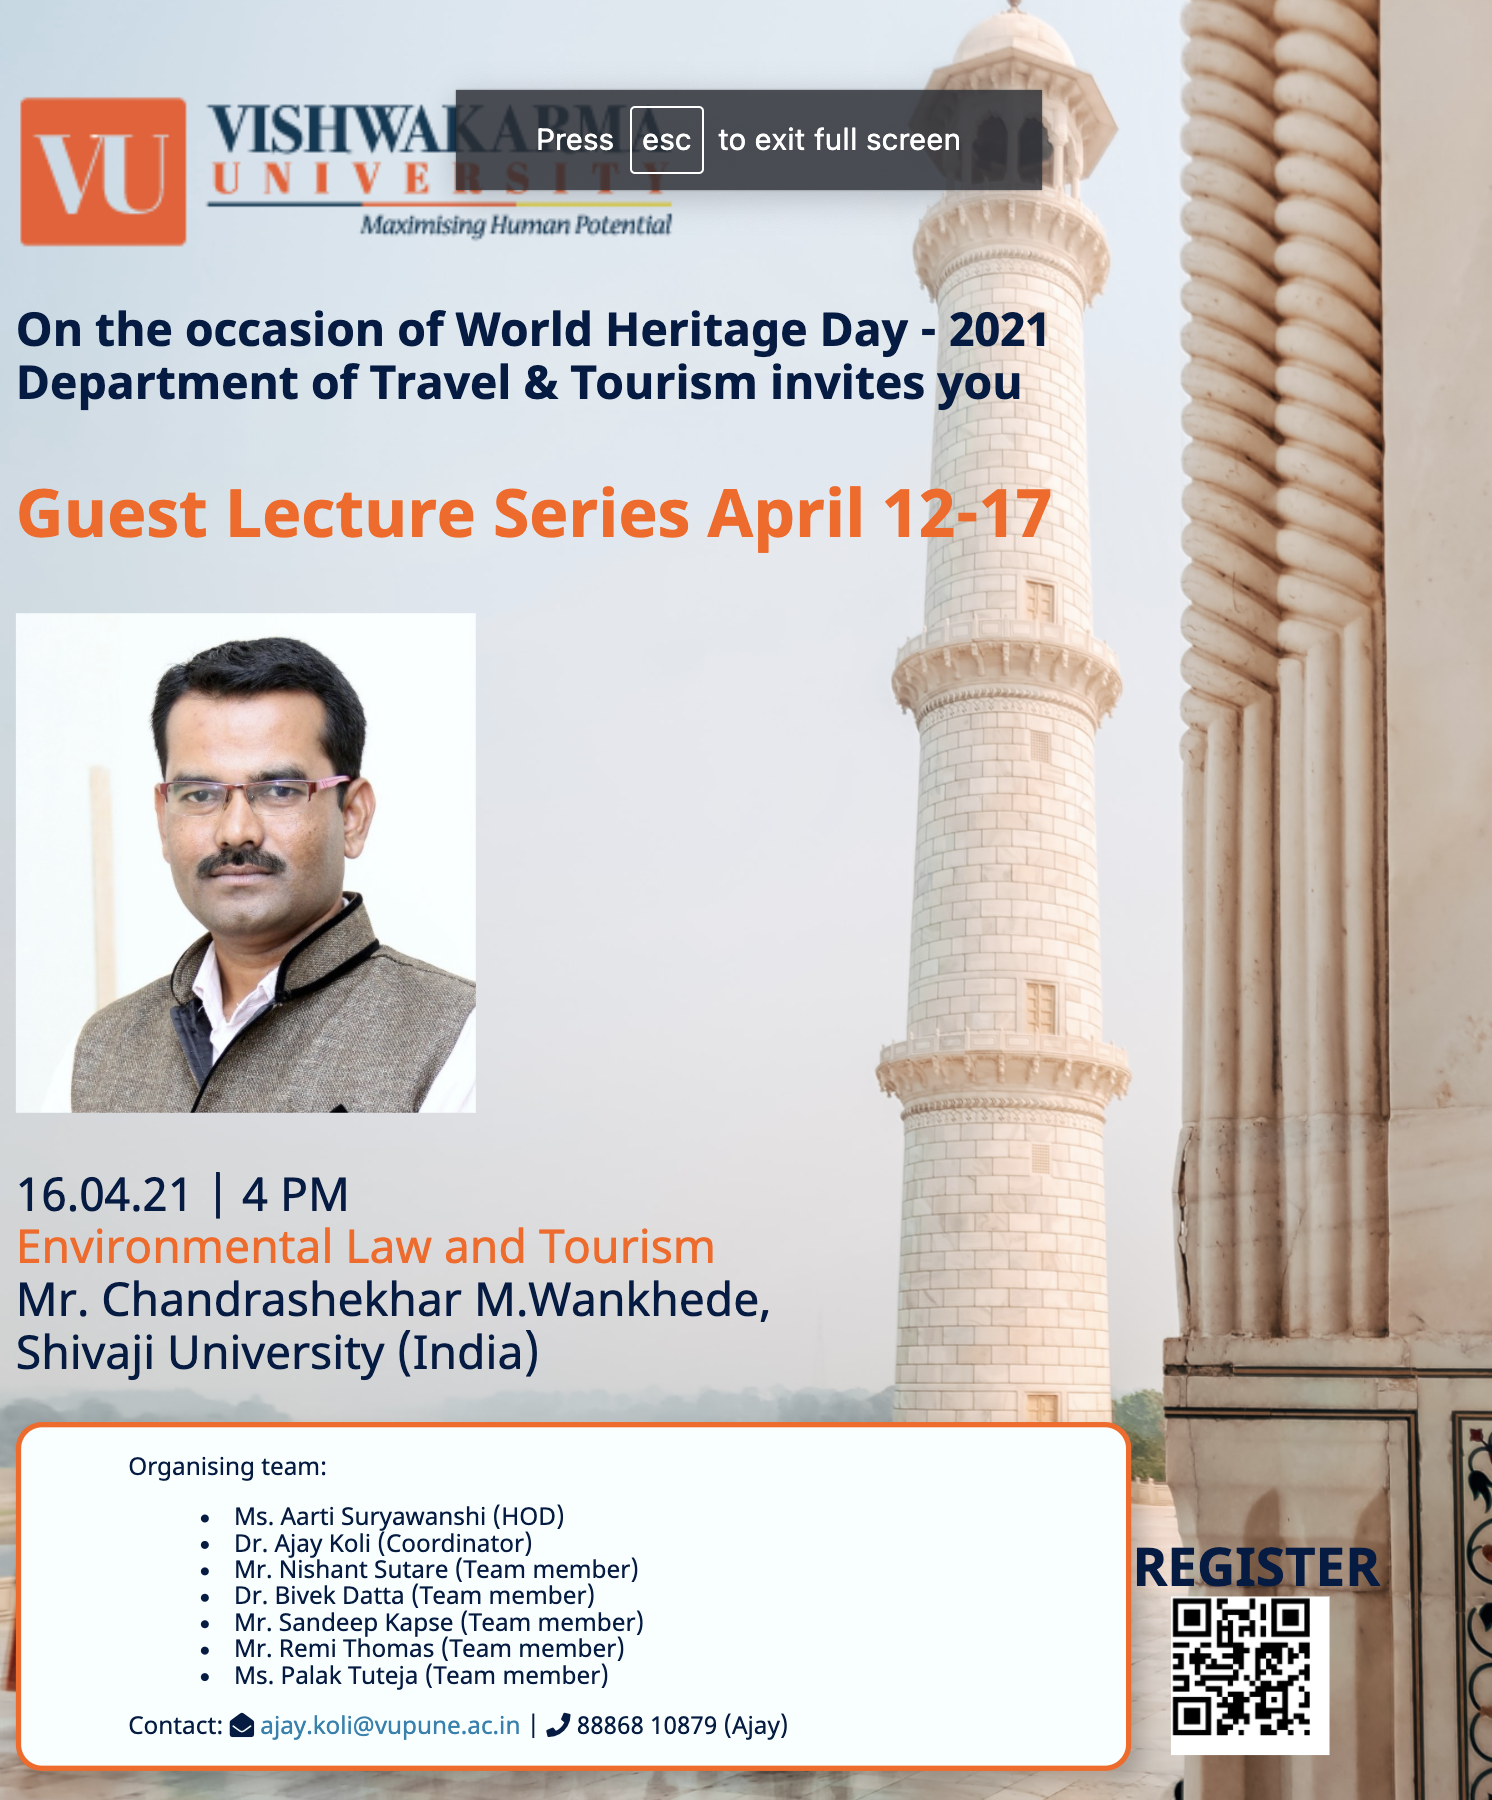 VU
VISHWAKARMA
UNIVERSITY
Maximising Human Potential
Press esc to exit full screen
On the occasion of World Heritage Day - 2021
Department of Travel & Tourism invites you
Guest Lecture Series April 12-17
16.04.21 | 4 PM
Environmental Law and Tourism
Mr. Chandrashekhar M.Wankhede,
Shivaji University (India)
Organising team:
• Ms. Aarti Suryawanshi (HOD)
• Dr. Ajay Koli (Coordinator)
• Mr. Nishant Sutare (Team member)
• Dr. Bivek Datta (Team member)
• Mr. Sandeep Kapse (Team member)
• Mr. Remi Thomas (Team member)
• Ms. Palak Tuteja (Team member)
Contact: ajay.koli@vupune.ac.in | 88868 10879 (Ajay)
REGISTER